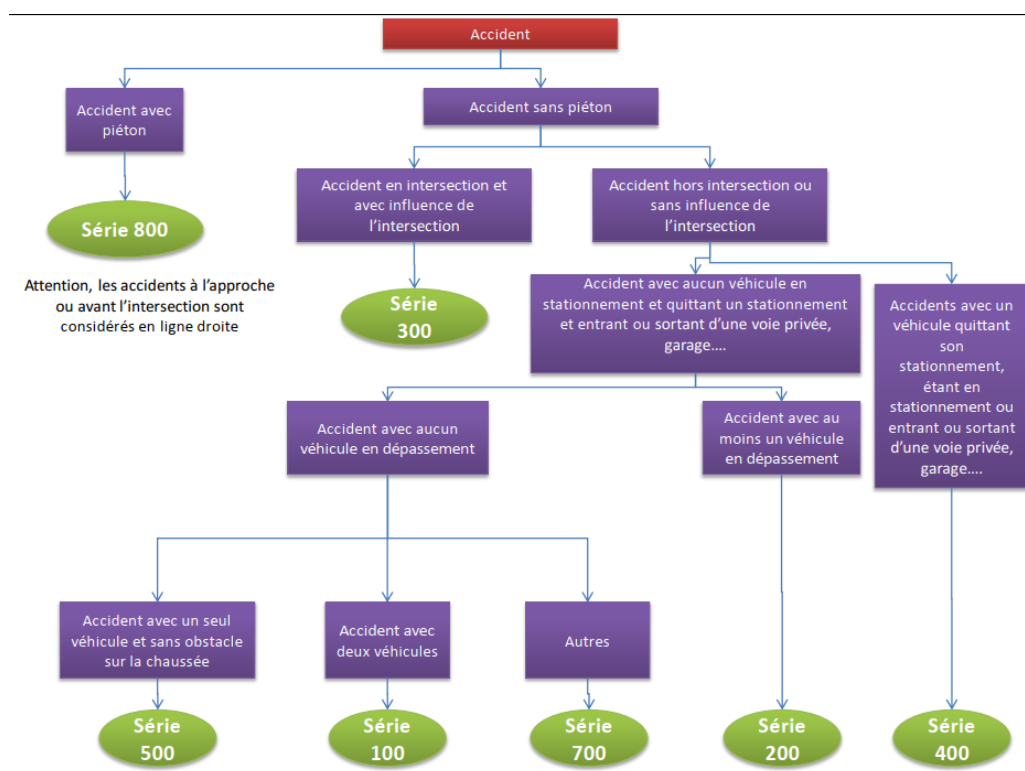 Accident
Accident avec
piéton
Accident sans piéton
Accident en intersection et
avec influence de
l'intersection
Accident hors intersection ou
sans influence de
l'intersection
Série 800
Attention, les accidents à l'approche
ou avant l'intersection sont
considérés en ligne droite
Série
300
Accident avec aucun véhicule en
stationnement et quittant un stationnement
et entrant ou sortant d'une voie privée,
garage….
Accidents avec un
véhicule quittant
son
stationnement,
étant en
stationnement ou
entrant ou sortant
d'une voie privée,
garage….
Accident avec aucun
véhicule en dépassement
Accident avec au
moins un véhicule
en dépassement
Accident avec un seul
véhicule et sans obstacle
sur la chaussée
Accident avec
deux véhicules
Autres
Série
500
Série
100
Série
700
Série
200
Série
400